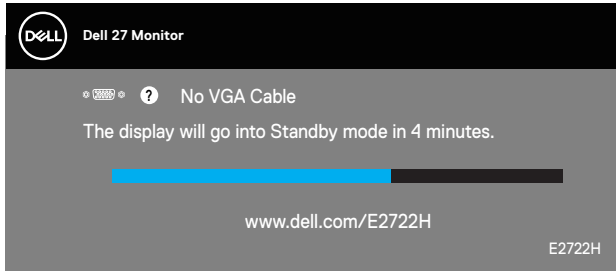 DELL
Dell 27 Monitor
? No VGA Cable
The display will go into Standby mode in 4 minutes.
www.dell.com/E2722H
E2722H